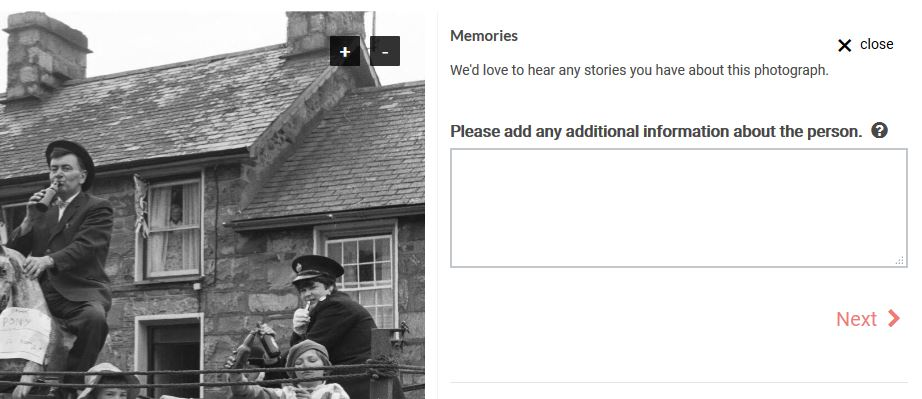 + -
Memories
close
We'd love to hear any stories you have about this photograph.
Please add any additional information about the person. ?
Next
PONY